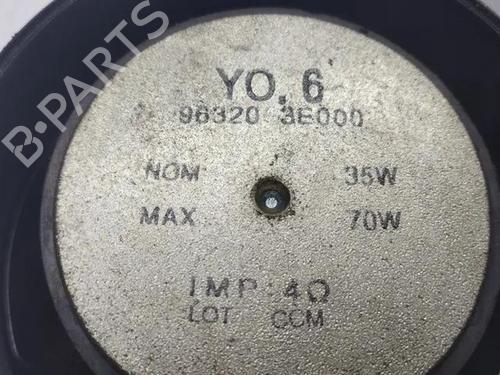 YO, 6
96320 3E000
NOM 35W
MAX 70W
IMP 4Ω
LOT CCM
B-PARTS